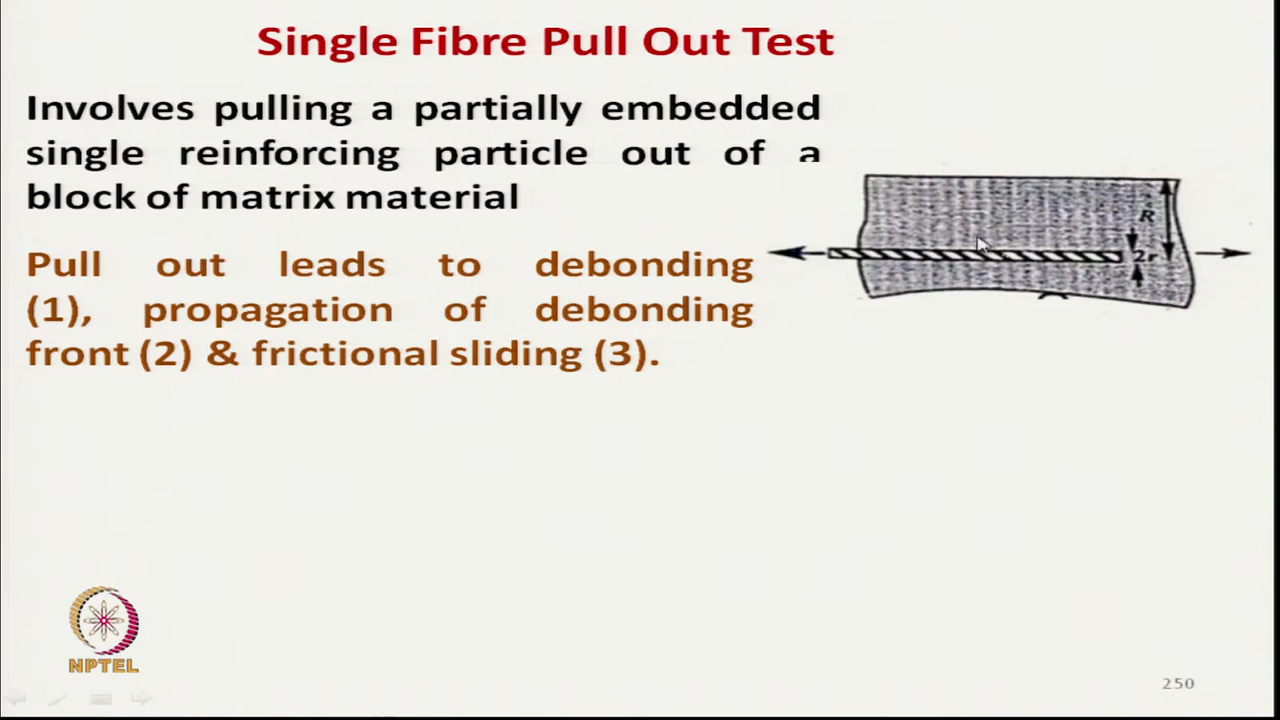 Single Fibre Pull Out Test
Involves pulling a partially embedded
single reinforcing particle out of a
block of matrix material
Pull out leads to debonding
(1), propagation of debonding
front (2) & frictional sliding (3).
R
2r
NPTEL
250